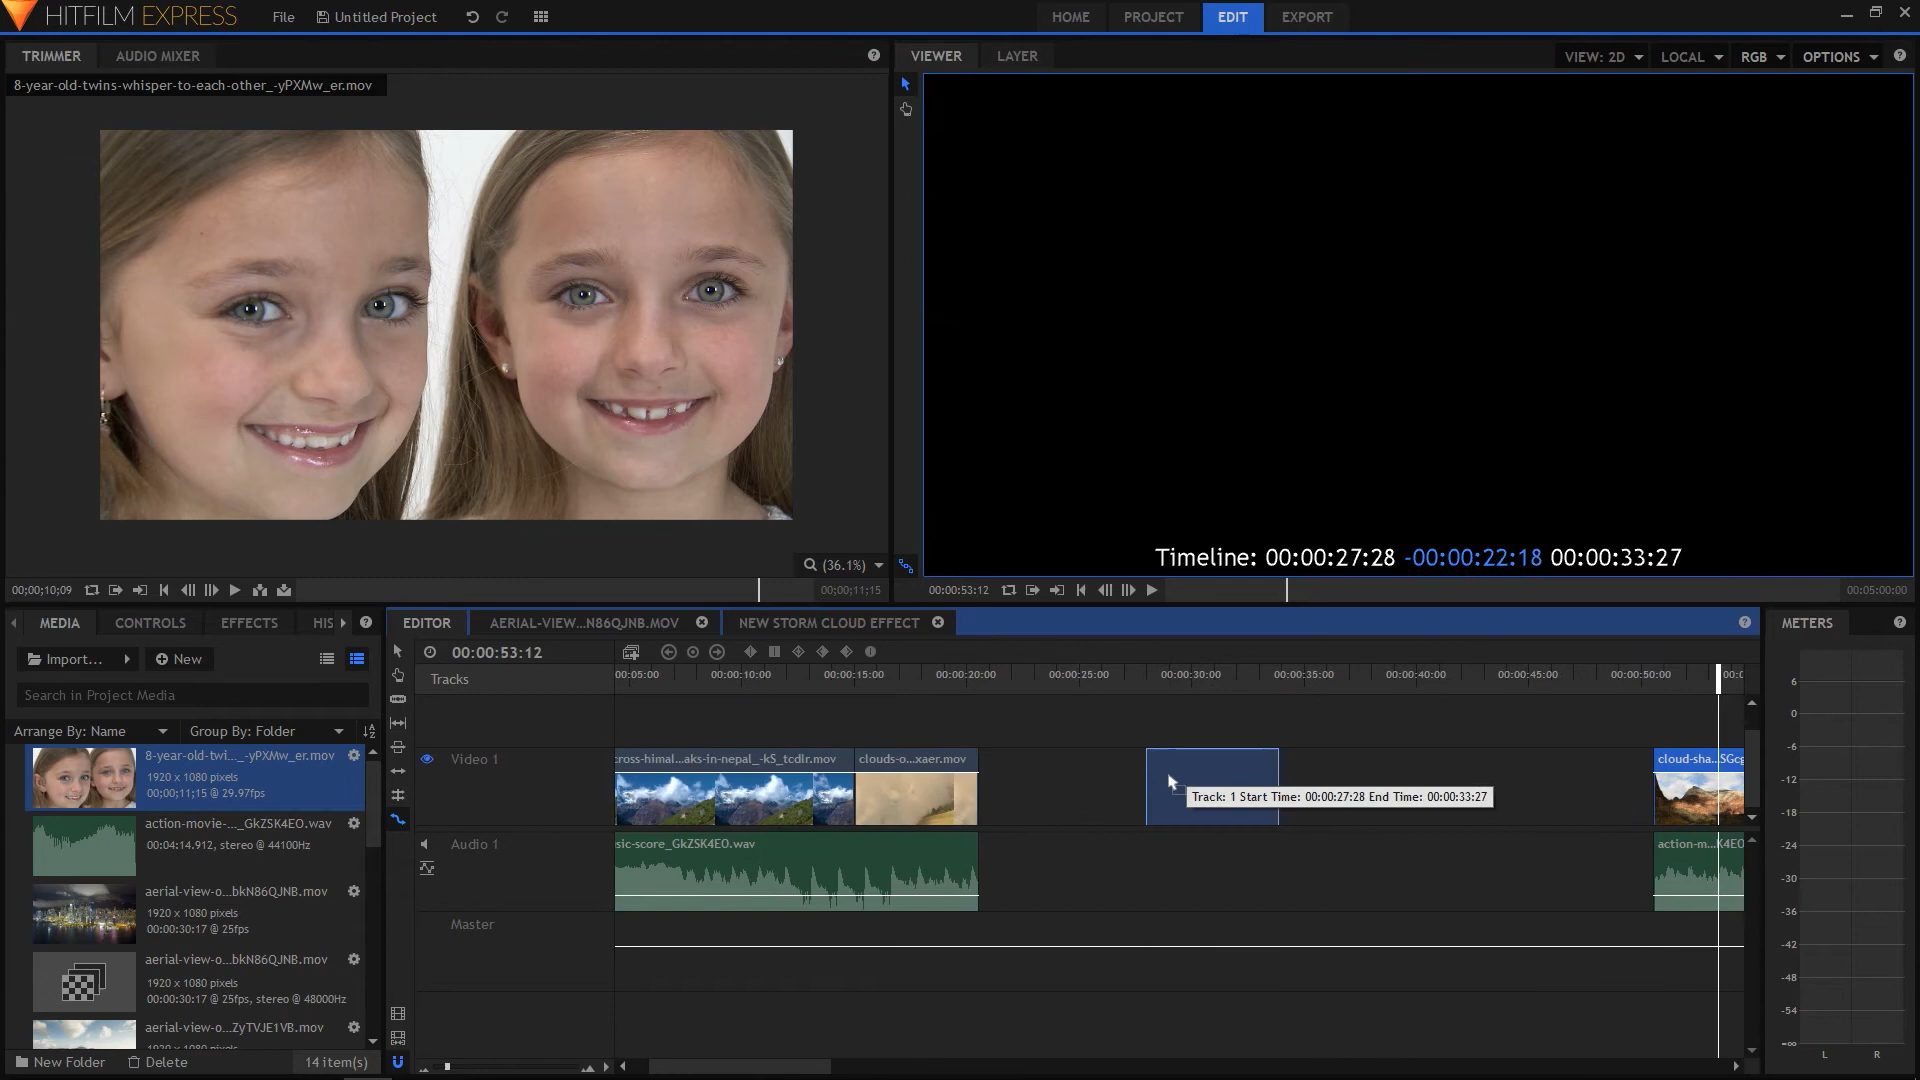 HITFILM EXPRESS
File
Untitled Project
HOME
PROJECT
EDIT
EXPORT
TRIMMER
AUDIO MIXER
8-year-old-twins-whisper-to-each-other_-yPXMw_er.mov
(36.1%)
00;00;10;09
00;00;11;15
VIEWER
LAYER
VIEW: 2D
LOCAL
RGB
OPTIONS
Timeline: 00:00:27:28 -00:00:22:18 00:00:33:27
00:00:53:12
00:05:00:00
MEDIA
CONTROLS
EFFECTS
HIS
Import...
New
Search in Project Media
Arrange By: Name
Group By: Folder
8-year-old-twi..._-yPXMw_er.mov
1920 x 1080 pixels
00;00;11;15 @ 29.97fps
action-movie-..._GkZSK4EO.wav
00:04:14.912, stereo @ 44100Hz
aerial-view-o...bkN86QJNB.mov
1920 x 1080 pixels
00:00:30:17 @ 25fps
aerial-view-o...bkN86QJNB.mov
1920 x 1080 pixels
00:00:30:17 @ 25fps, stereo @ 48000Hz
aerial-view-o...ZyTVJE1VB.mov
New Folder
Delete
14 item(s)
EDITOR
AERIAL-VIEW...N86QJNB.MOV
NEW STORM CLOUD EFFECT
00:00:53:12
Tracks
00:05:00
00:00:10:00
00:00:15:00
00:00:20:00
00:00:25:00
00:00:30:00
00:00:35:00
00:00:40:00
00:00:45:00
00:00:50:00
00:0
Video 1
cross-himal...aks-in-nepal_-kS_tcdlr.mov
clouds-o...xaer.mov
cloud-sha...SGcg
Track: 1 Start Time: 00:00:27:28 End Time: 00:00:33:27
Audio 1
sic-score_GkZSK4EO.wav
action-m...K4EO
Master
METERS
6
0
-6
-12
-18
-24
-30
-36
-42
-48
-54
-∞
L
R